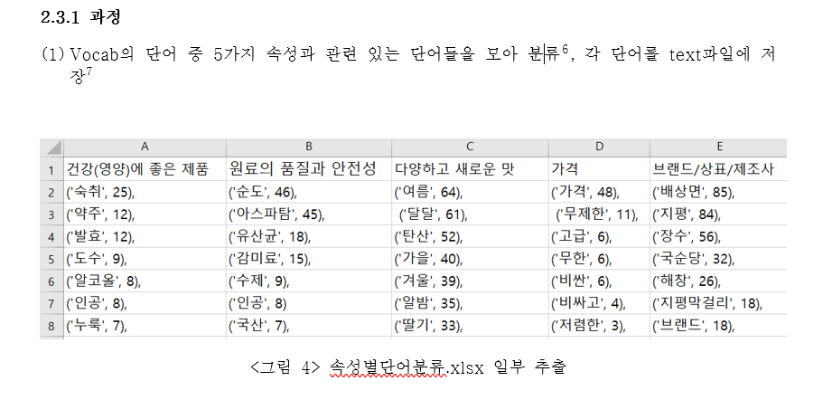 2.3.1 과정
(1) Vocab의 단어 중 5가지 속성과 관련 있는 단어들을 모아 분류6, 각 단어를 text파일에 저
장7
A B C D E
1 건강(영양)에 좋은 제품 원료의 품질과 안전성 다양하고 새로운 맛 가격 브랜드/상표/제조사
2 ('숙취', 25), ('순도', 46), ('여름', 64), ('가격', 48), ('배상면', 85),
3 ('약주', 12), ('아스파탐', 45), ('달달', 61), ('무제한', 11), ('지평', 84),
4 ('발효', 12), ('유산균', 18), ('탄산', 52), ('고급', 6), ('장수', 56),
5 ('도수', 9), ('감미료', 15), ('가을', 40), ('무한', 6), ('국순당', 32),
6 ('알코올', 8), ('수제', 9), ('겨울', 39), ('비싼', 6), ('해창', 26),
7 ('인공', 8), ('인공', 8) ('알밤', 35), ('비싸고', 4), ('지평막걸리', 18),
8 ('누룩', 7), ('국산', 7), ('딸기', 33), ('저렴한', 3), ('브랜드', 18),
<그림 4> 속성별단어분류.xlsx 일부 추출